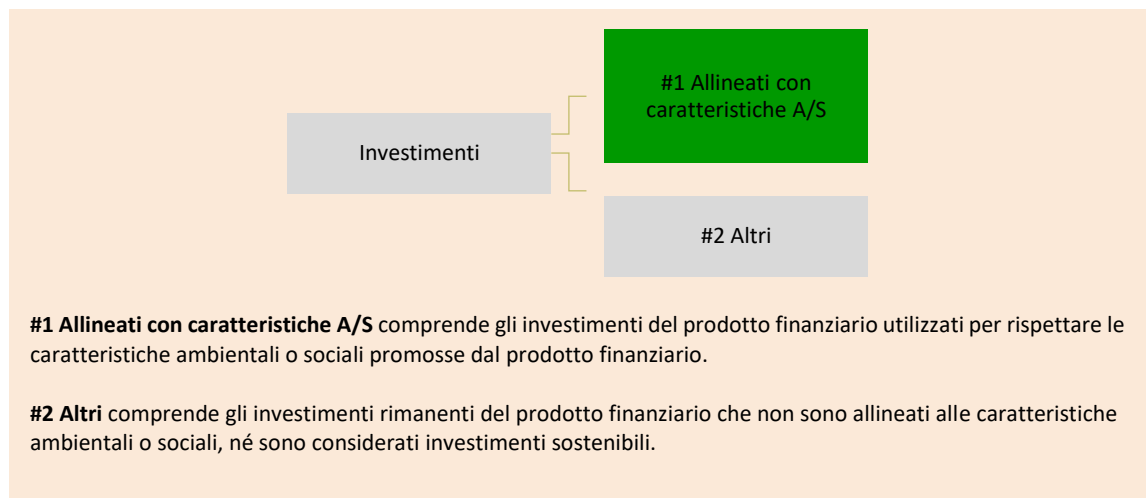 #1 Allineati con
caratteristiche A/S
Investimenti
#2 Altri
#1 Allineati con caratteristiche A/S comprende gli investimenti del prodotto finanziario utilizzati per rispettare le
caratteristiche ambientali o sociali promosse dal prodotto finanziario.
#2 Altri comprende gli investimenti rimanenti del prodotto finanziario che non sono allineati alle caratteristiche
ambientali o sociali, né sono considerati investimenti sostenibili.